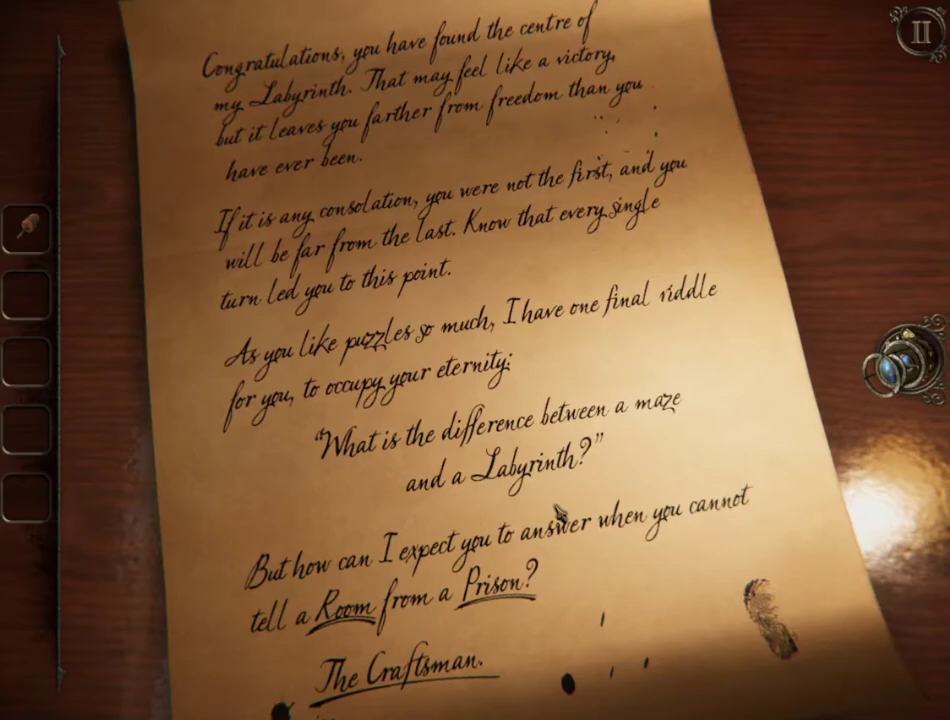 Congratulations, you have found the centre of
my Labyrinth. That may feel like a victory,
but it leaves you farther from freedom than you
have ever been.
If it is any consolation, you were not the first, and you
will be far from the last. Know that every single
turn led you to this point.
As you like puzzles so much, I have one final riddle
for you, to occupy your eternity:
"What is the difference between a maze
and a Labyrinth?"
But how can I expect you to answer when you cannot
tell a Room from a Prison?
The Craftsman.
II